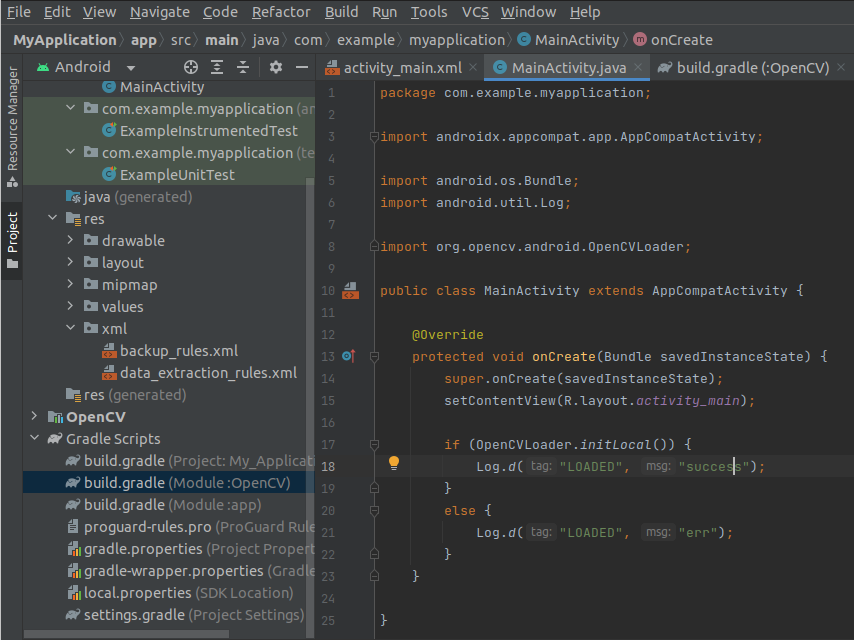 File Edit View Navigate Code Refactor Build Run Tools VCS Window Help
MyApplication app src main java com example myapplication MainActivity onCreate
Android
activity_main.xml MainActivity.java build.gradle (:OpenCV)
Resource Manager
Project
MainActivity
com.example.myapplication (an
ExampleInstrumentedTest
com.example.myapplication (te
ExampleUnitTest
java (generated)
res
drawable
layout
mipmap
values
xml
backup_rules.xml
data_extraction_rules.xml
res (generated)
OpenCV
Gradle Scripts
build.gradle (Project: My_Applicat
build.gradle (Module :OpenCV)
build.gradle (Module :app)
proguard-rules.pro (ProGuard Rule
gradle.properties (Project Propert
gradle-wrapper.properties (Gradle
local.properties (SDK Location)
settings.gradle (Project Settings)
1 package com.example.myapplication;
2
3 import androidx.appcompat.app.AppCompatActivity;
4
5 import android.os.Bundle;
6 import android.util.Log;
7
8 import org.opencv.android.OpenCVLoader;
9
10 public class MainActivity extends AppCompatActivity {
11
12 @Override
13 protected void onCreate(Bundle savedInstanceState) {
14 super.onCreate(savedInstanceState);
15 setContentView(R.layout.activity_main);
16
17 if (OpenCVLoader.initLocal()) {
18 Log.d( tag: "LOADED", msg: "success");
19 }
20 else {
21 Log.d( tag: "LOADED", msg: "err");
22 }
23 }
24
25 }